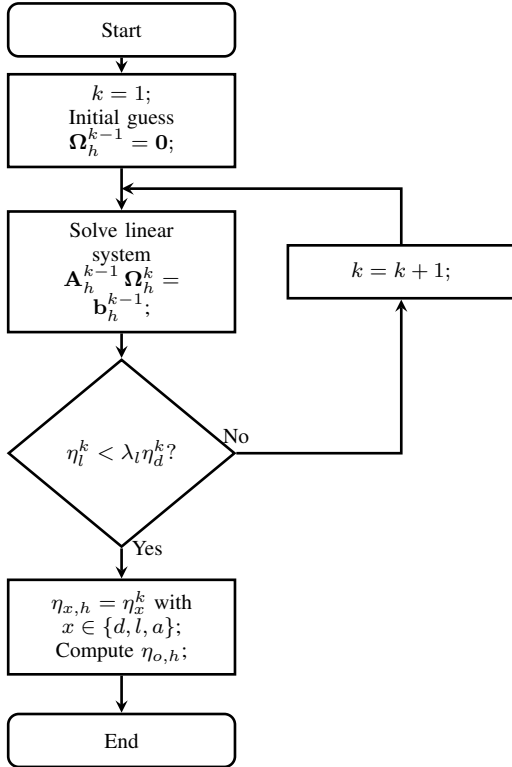 Start
k = 1;
Initial guess
Ω_h^{k−1} = 0;
Solve linear
system
A_h^{k−1} Ω_h^k =
b_h^{k−1};
k = k + 1;
η_l^k < λ_l η_d^k?
No
Yes
η_{x,h} = η_x^k with
x ∈ {d, l, a};
Compute η_{o,h};
End